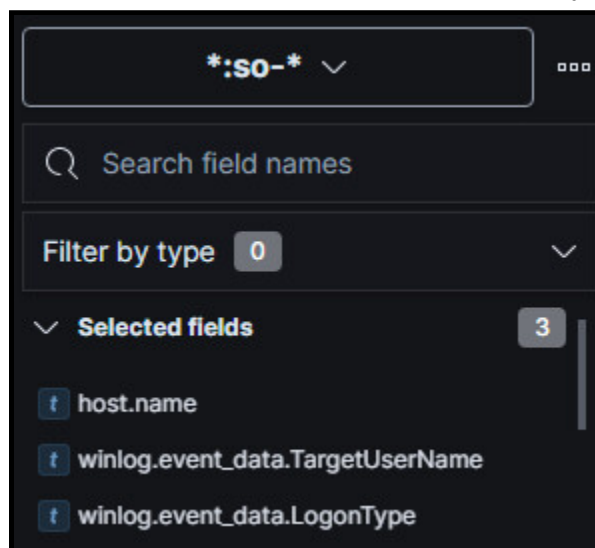 *:so-*
Search field names
Filter by type 0
Selected fields 3
t host.name
t winlog.event_data.TargetUserName
t winlog.event_data.LogonType